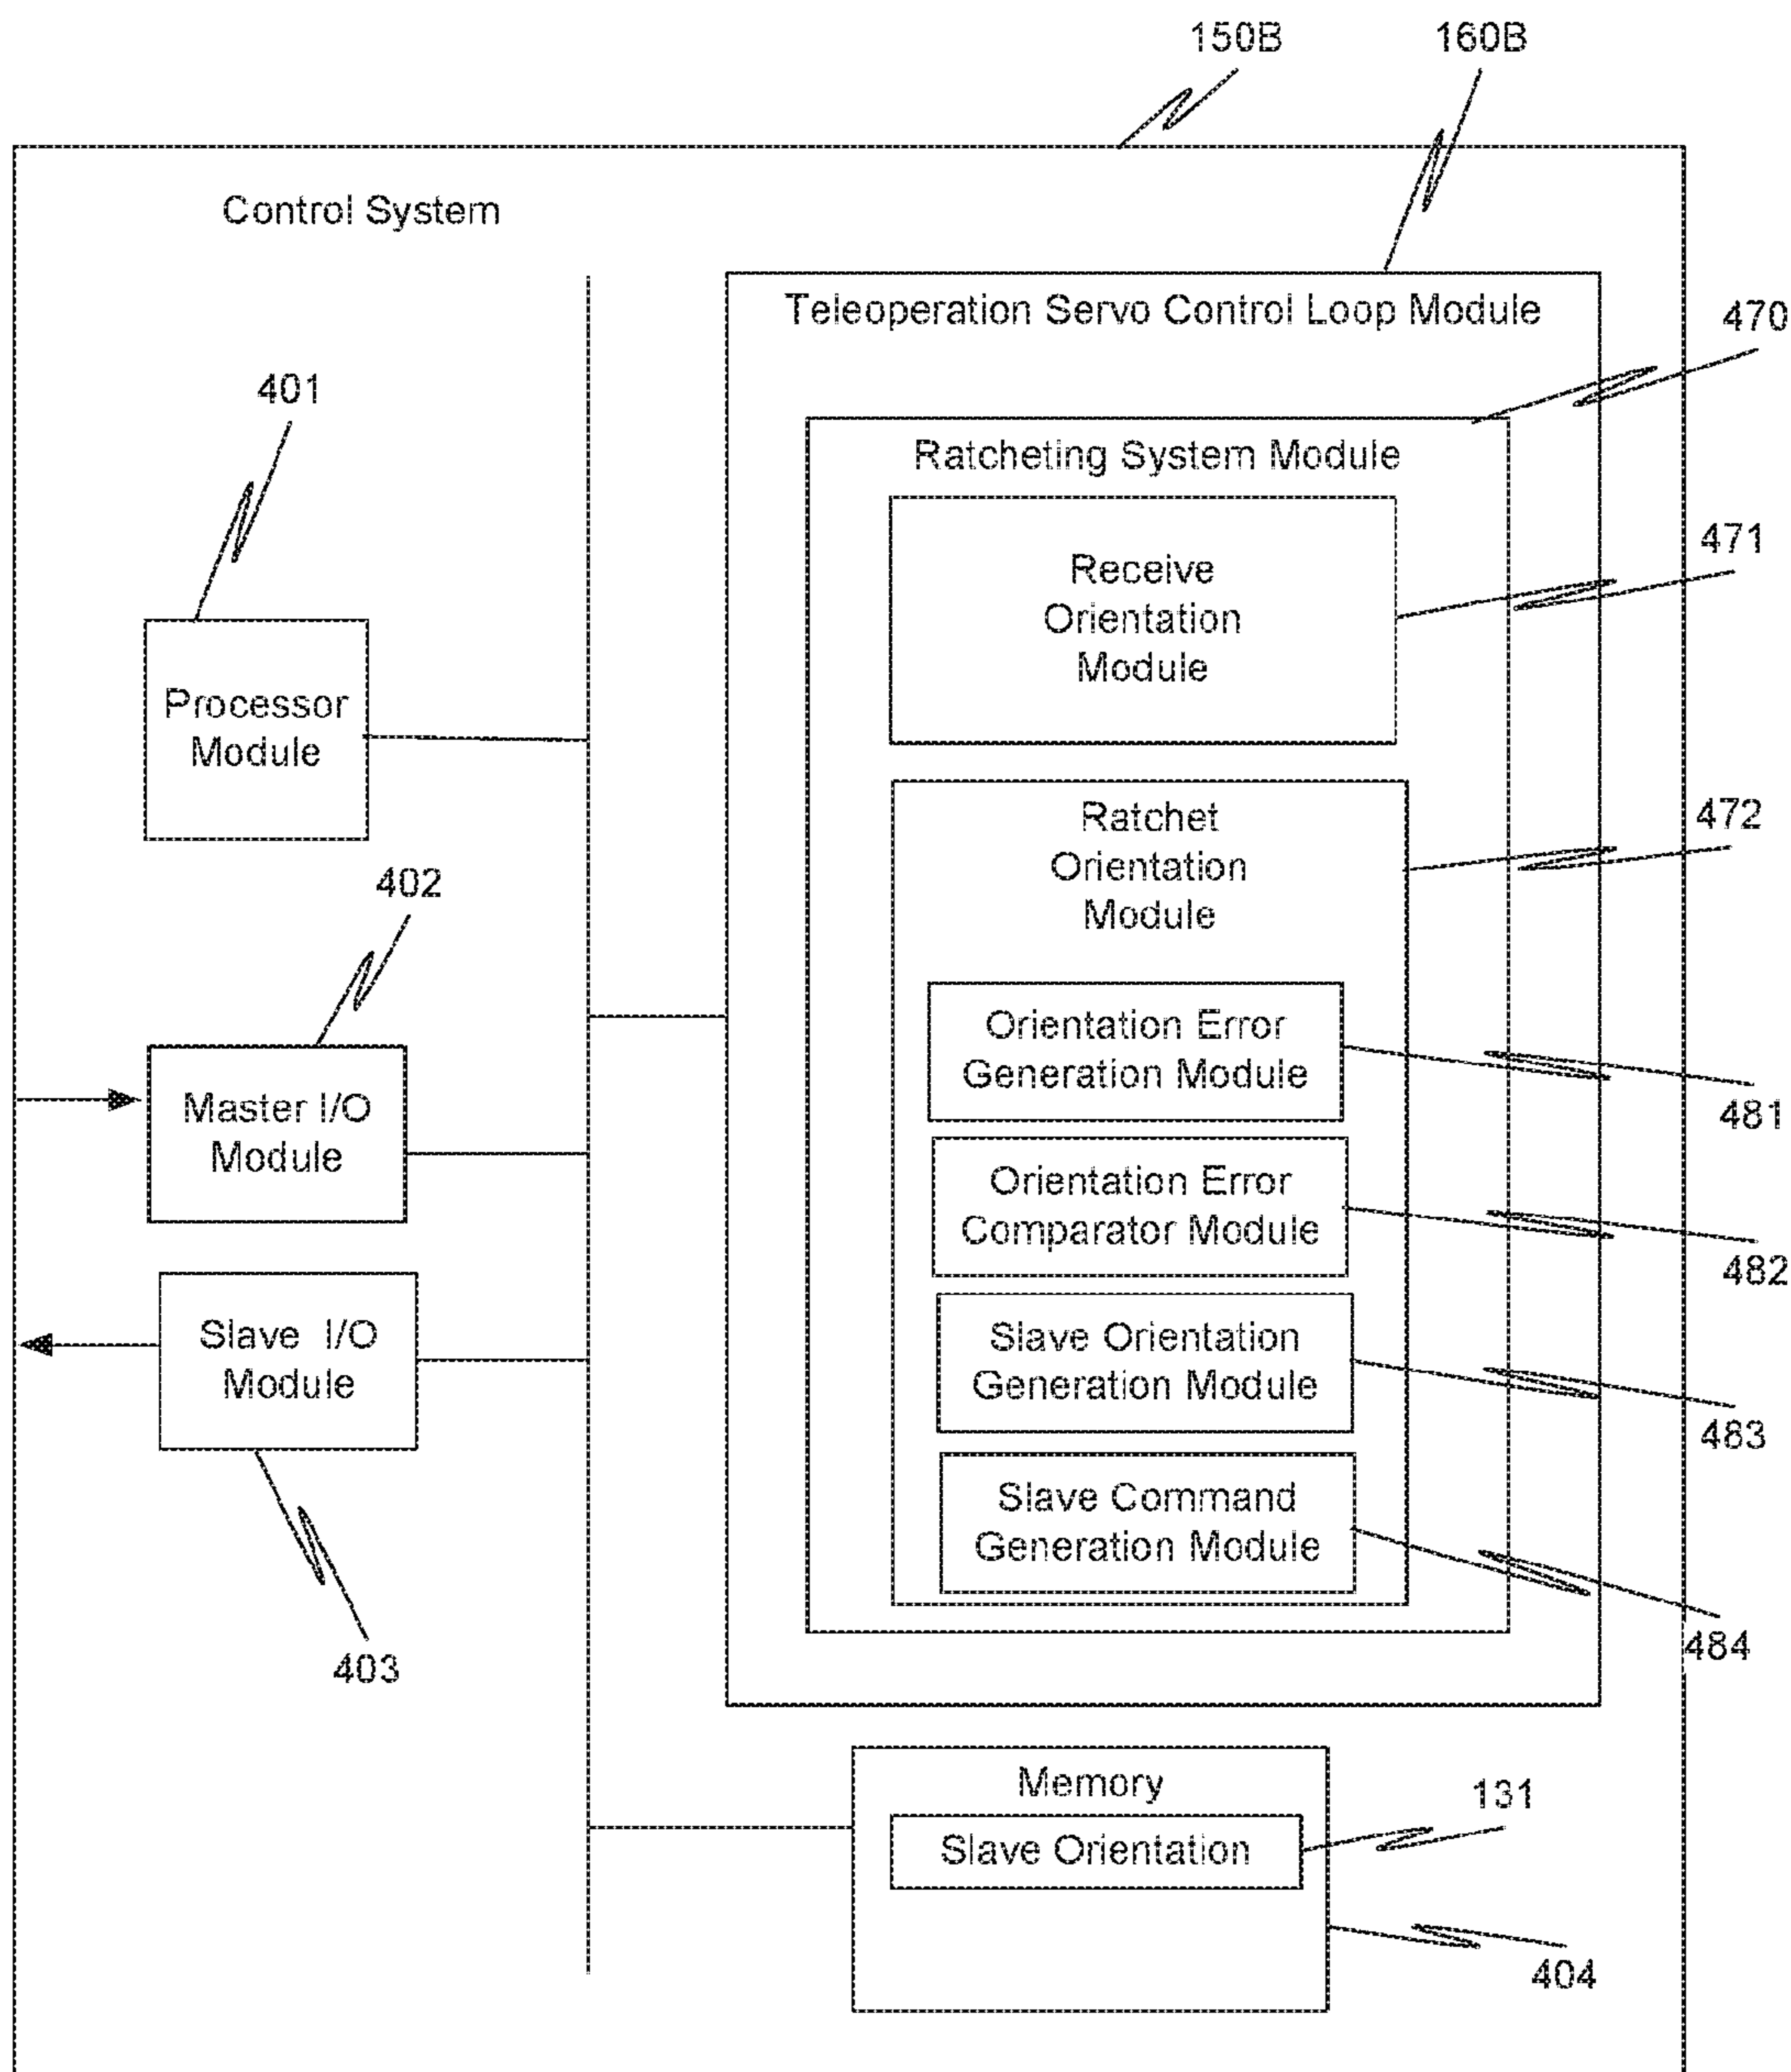 150B
160B
Control System
Teleoperation Servo Control Loop Module
470
401
Ratcheting System Module
471
Receive
Orientation
Module
Processor
Module
472
Ratchet
Orientation
Module
402
Orientation Error
Generation Module
481
Master I/O
Module
Orientation Error
Comparator Module
482
Slave I/O
Module
Slave Orientation
Generation Module
483
Slave Command
Generation Module
484
403
Memory
131
Slave Orientation
404